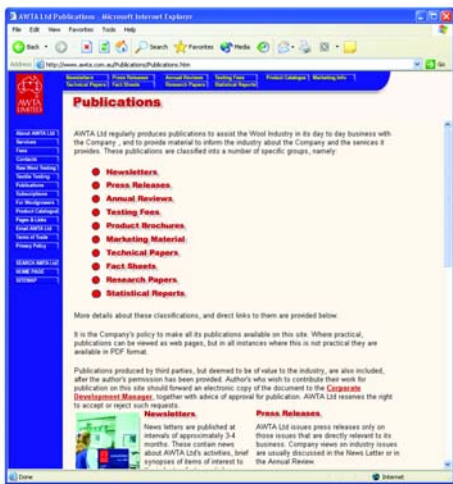 AWTA Ltd Publications - Microsoft Internet Explorer
File Edit View Favorites Tools Help
Back Search Favorites Media
Address http://www.awta.com.au/Publications/Publications.htm Go
Newsletters Press Releases Annual Reviews Testing Fees Product Catalogue Marketing Info
Technical Papers Fact Sheets Research Papers Statistical Reports
AWTA
LIMITED
Publications
About AWTA Ltd
Services
Fees
Contacts
Raw Wool Testing
Textile Testing
Publications
Subscriptions
For Woolgrowers
Product Catalogue
Pages & Links
Email AWTA Ltd
Terms of Trade
Privacy Policy
SEARCH AWTA Ltd
HOME PAGE
SITEMAP
AWTA Ltd regularly produces publications to assist the Wool Industry in its day to day business with
the Company , and to provide material to inform the industry about the Company and the services it
provides. These publications are classified into a number of specific groups, namely:
Newsletters
Press Releases
Annual Reviews
Testing Fees
Product Brochures
Marketing Material
Technical Papers
Fact Sheets
Research Papers
Statistical Reports
More details about these classifications, and direct links to them are provided below.
It is the Company's policy to make all its publications available on this site. Where practical,
publications can be viewed as web pages, but in all instances where this is not practically they are
available in PDF format.
Publications produced by third parties, but deemed to be of value to the industry, are also included,
after the author's permission has been provided. Author's who wish to contribute their work for
publication on this site should forward an electronic copy of the document to the Corporate
Development Manager, together with advice of approval for publication. AWTA Ltd reserves the right
to accept or reject such requests.
Newsletters
News letters are published at
intervals of approximately 3-4
months. These contain news
about AWTA Ltd's activities, brief
synopses of items of interest to
Press Releases
AWTA Ltd issues press releases only on
those issues that are directly relevant to its
business. Company views on industry issues
are usually discussed in the News Letter or in
the Annual Review.
Done Internet